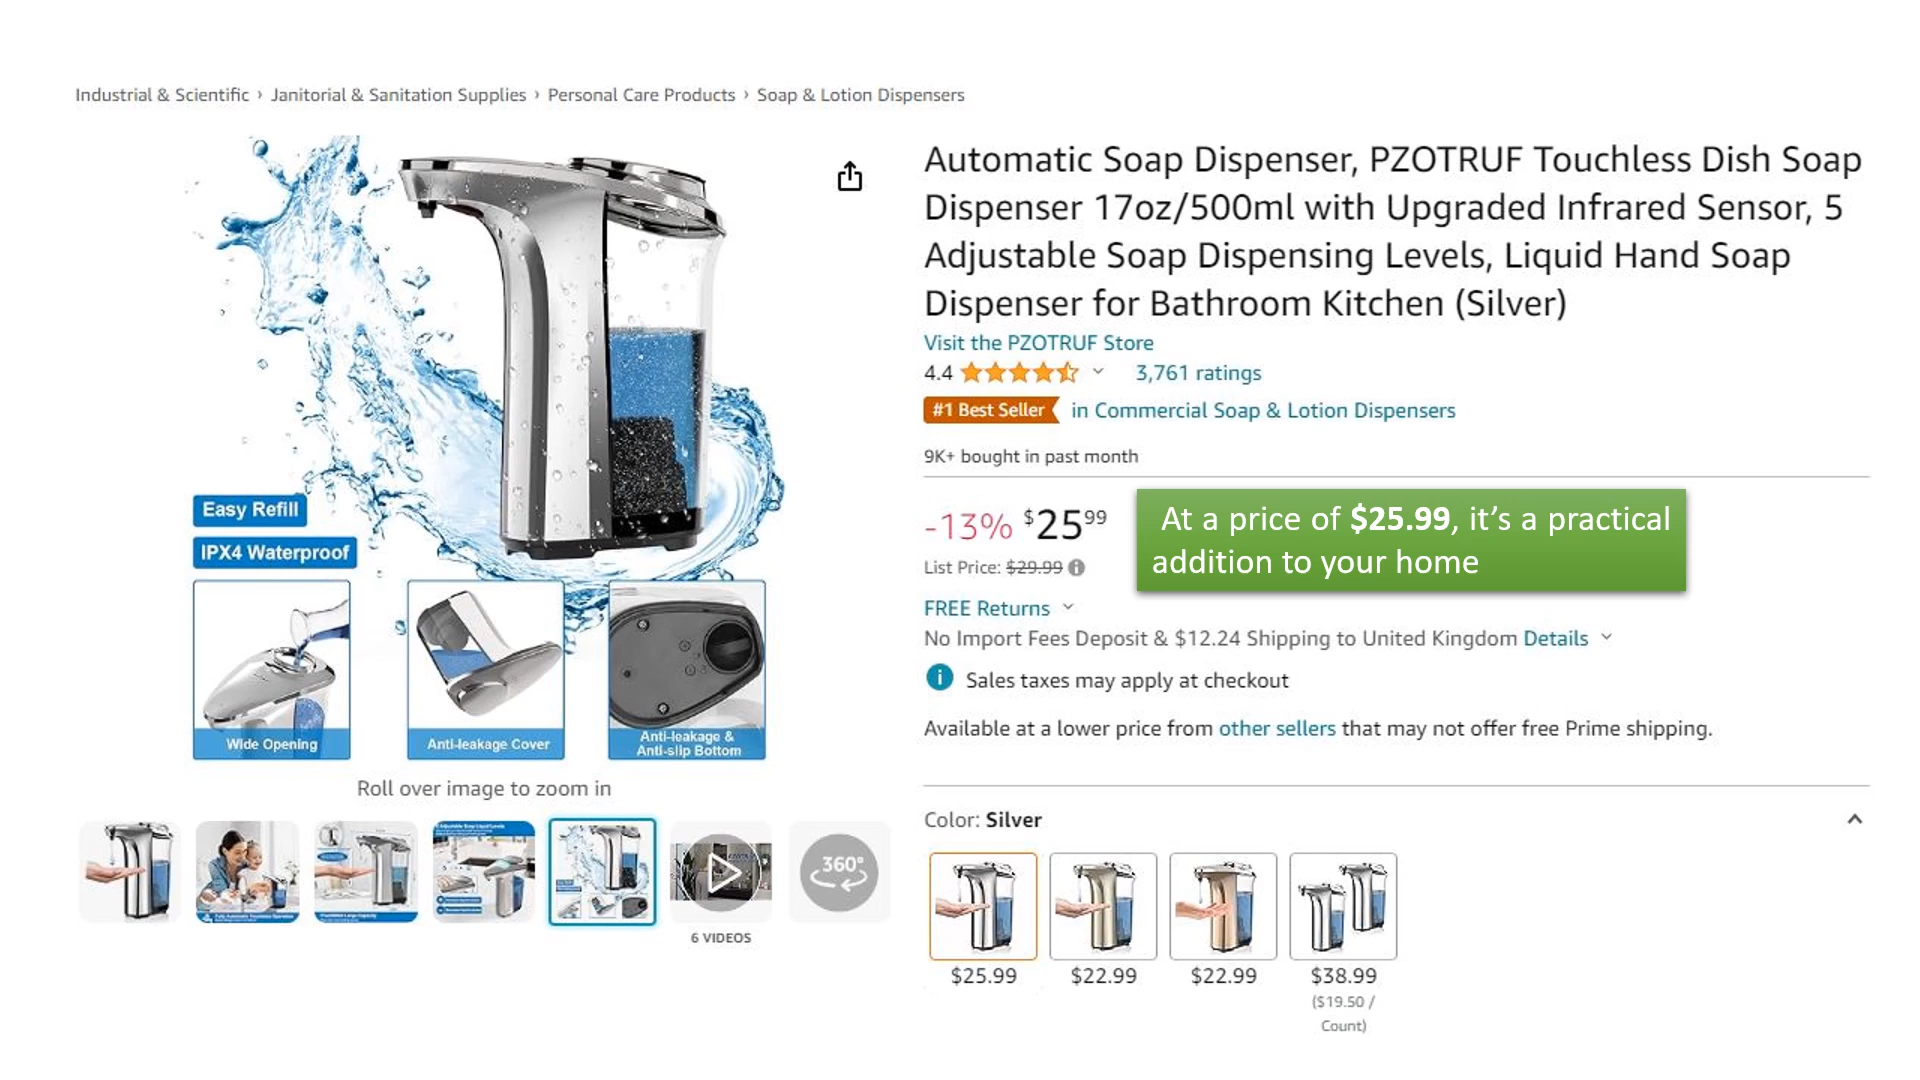 Industrial & Scientific › Janitorial & Sanitation Supplies › Personal Care Products › Soap & Lotion Dispensers
Easy Refill
IPX4 Waterproof
Wide Opening
Anti-leakage Cover
Anti-leakage &
Anti-slip Bottom
Roll over image to zoom in
360°
6 VIDEOS
Automatic Soap Dispenser, PZOTRUF Touchless Dish Soap
Dispenser 17oz/500ml with Upgraded Infrared Sensor, 5
Adjustable Soap Dispensing Levels, Liquid Hand Soap
Dispenser for Bathroom Kitchen (Silver)
Visit the PZOTRUF Store
4.4 3,761 ratings
#1 Best Seller in Commercial Soap & Lotion Dispensers
9K+ bought in past month
-13% $25 99
List Price: $29.99
At a price of $25.99, it’s a practical
addition to your home
FREE Returns
No Import Fees Deposit & $12.24 Shipping to United Kingdom Details
Sales taxes may apply at checkout
Available at a lower price from other sellers that may not offer free Prime shipping.
Color: Silver
$25.99 $22.99 $22.99 $38.99
($19.50 /
Count)